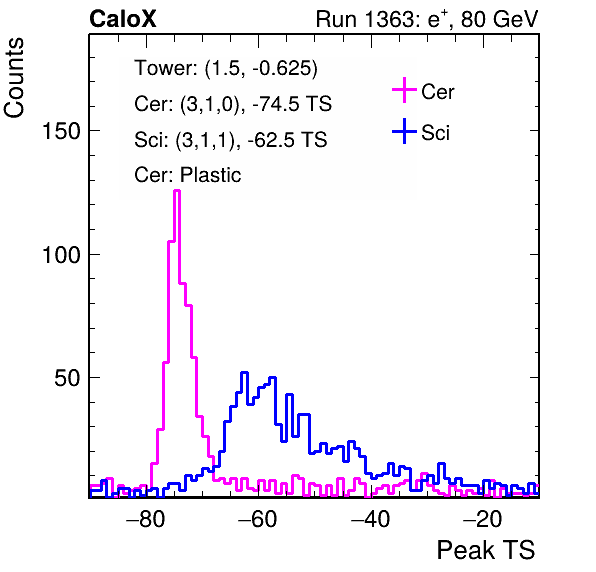 CaloX Run 1363: e⁺, 80 GeV
Counts
Tower: (1.5, -0.625)
Cer: (3,1,0), -74.5 TS
Sci: (3,1,1), -62.5 TS
Cer: Plastic
Cer
Sci
150
100
50
−80 −60 −40 −20
Peak TS